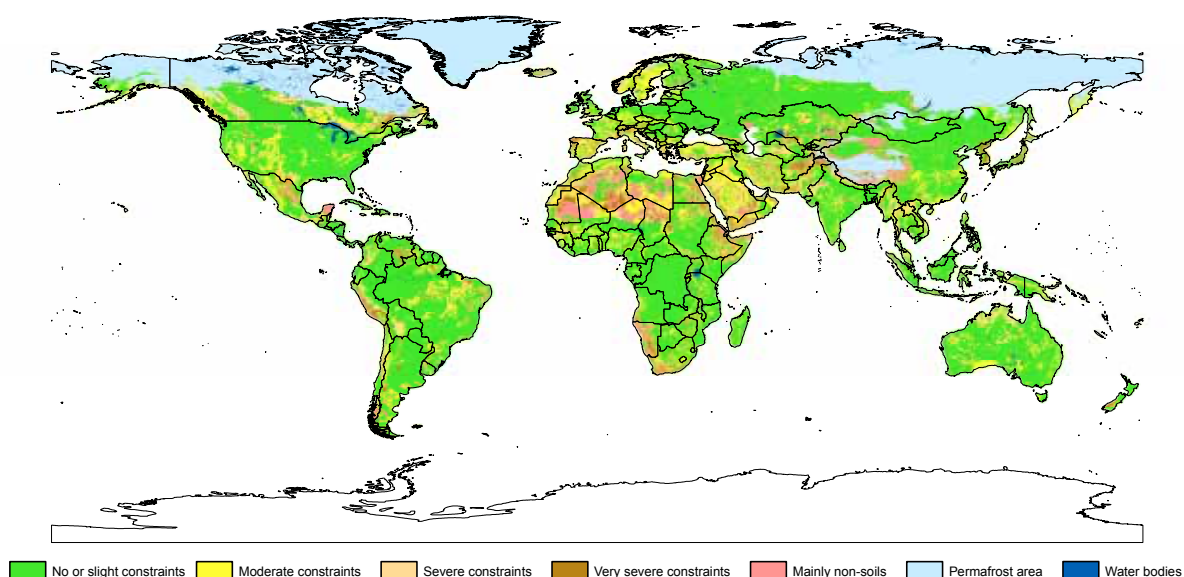 No or slight constraints Moderate constraints Severe constraints Very severe constraints Mainly non-soils Permafrost area Water bodies